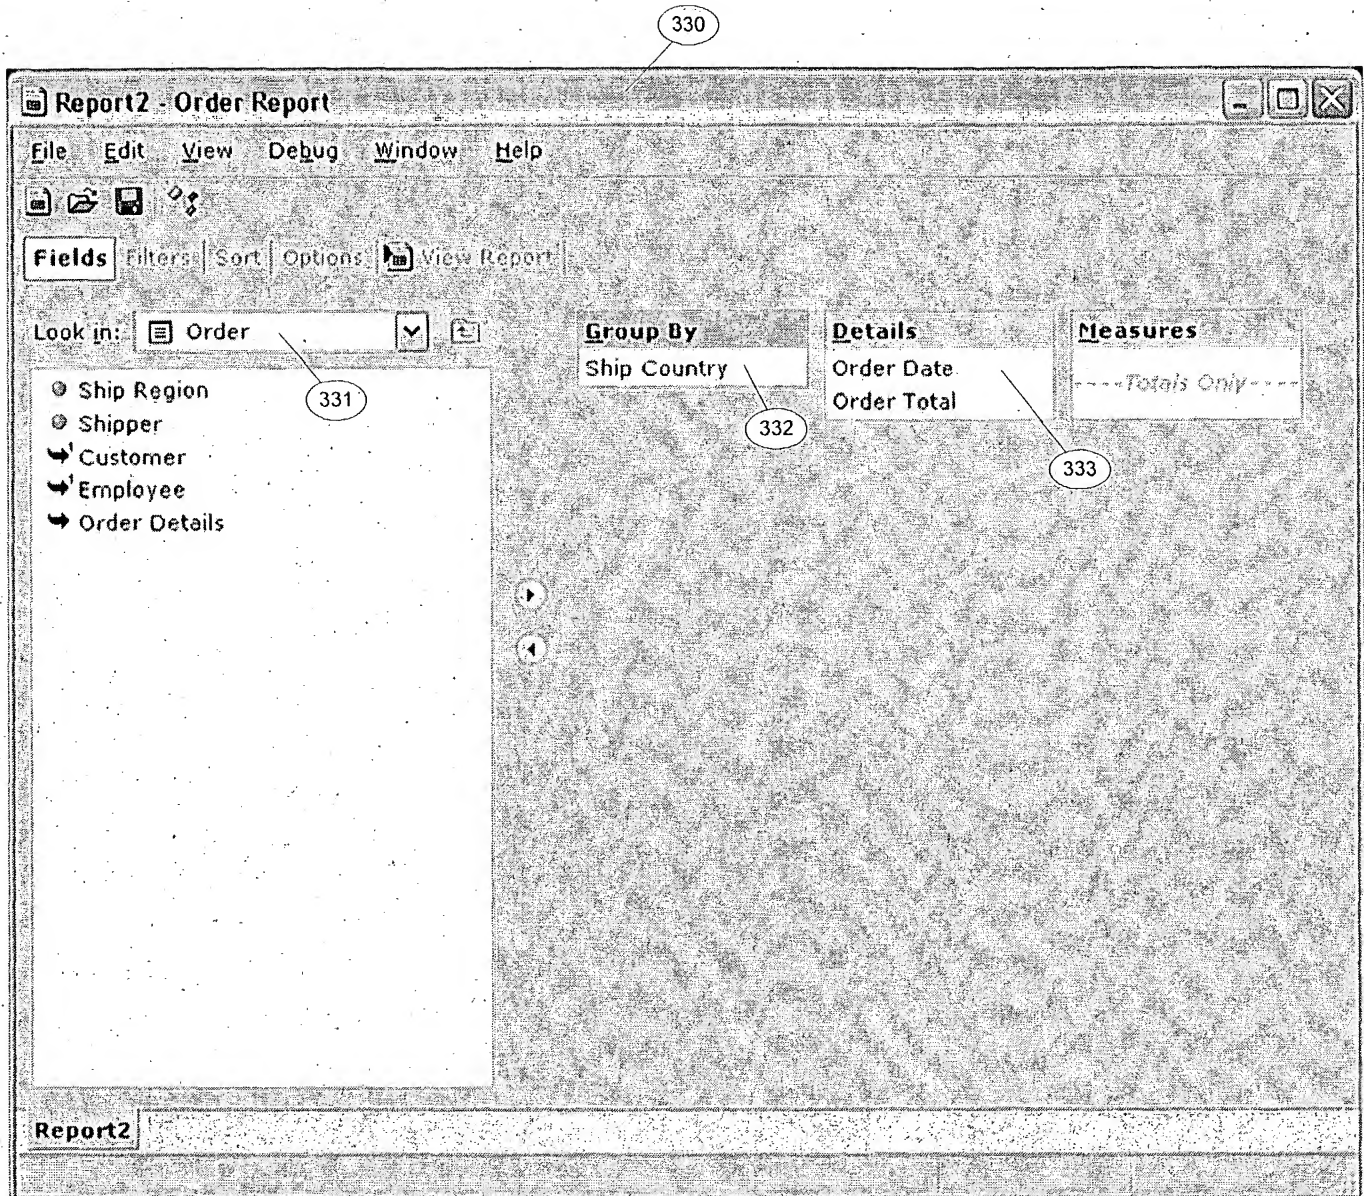 330
Report2 - Order Report
File Edit View Debug Window Help
Fields Filters Sort Options View Report
Look in: Order
Ship Region
Shipper
Customer
Employee
Order Details
331
Group By
Ship Country
332
Details
Order Date
Order Total
333
Measures
----Totals Only----
Report2